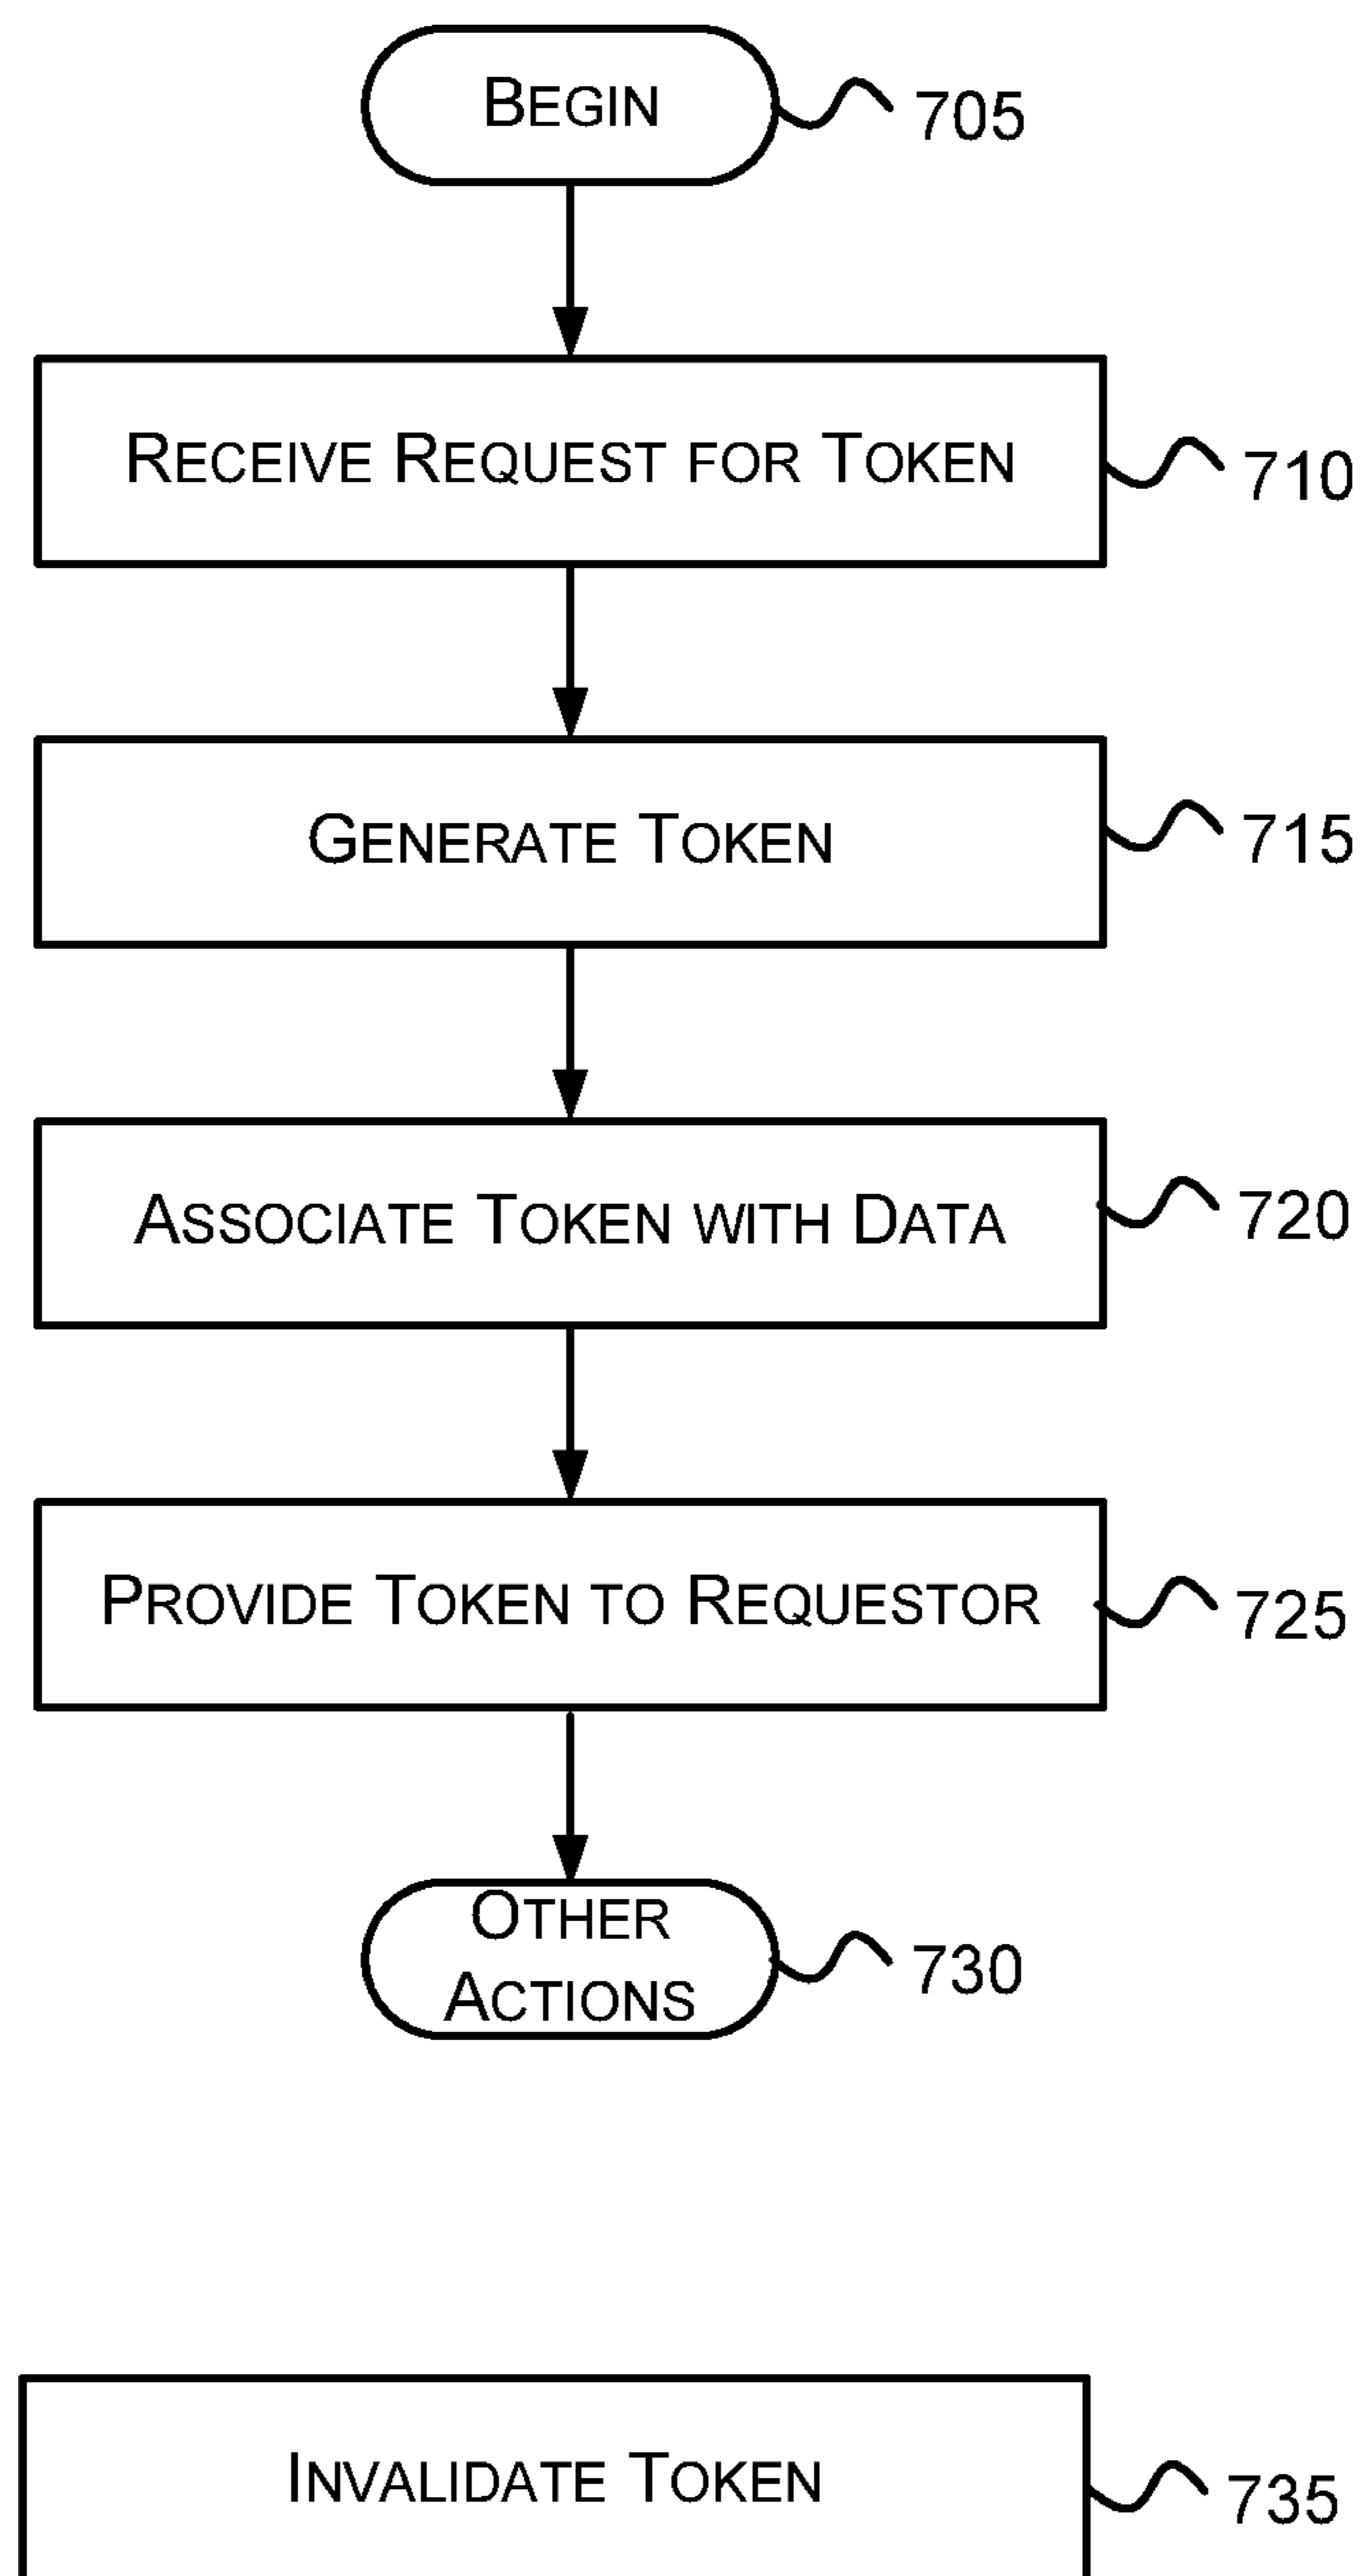 BEGIN
705
RECEIVE REQUEST FOR TOKEN
710
GENERATE TOKEN
715
ASSOCIATE TOKEN WITH DATA
720
PROVIDE TOKEN TO REQUESTOR
725
OTHER
ACTIONS
730
INVALIDATE TOKEN
735